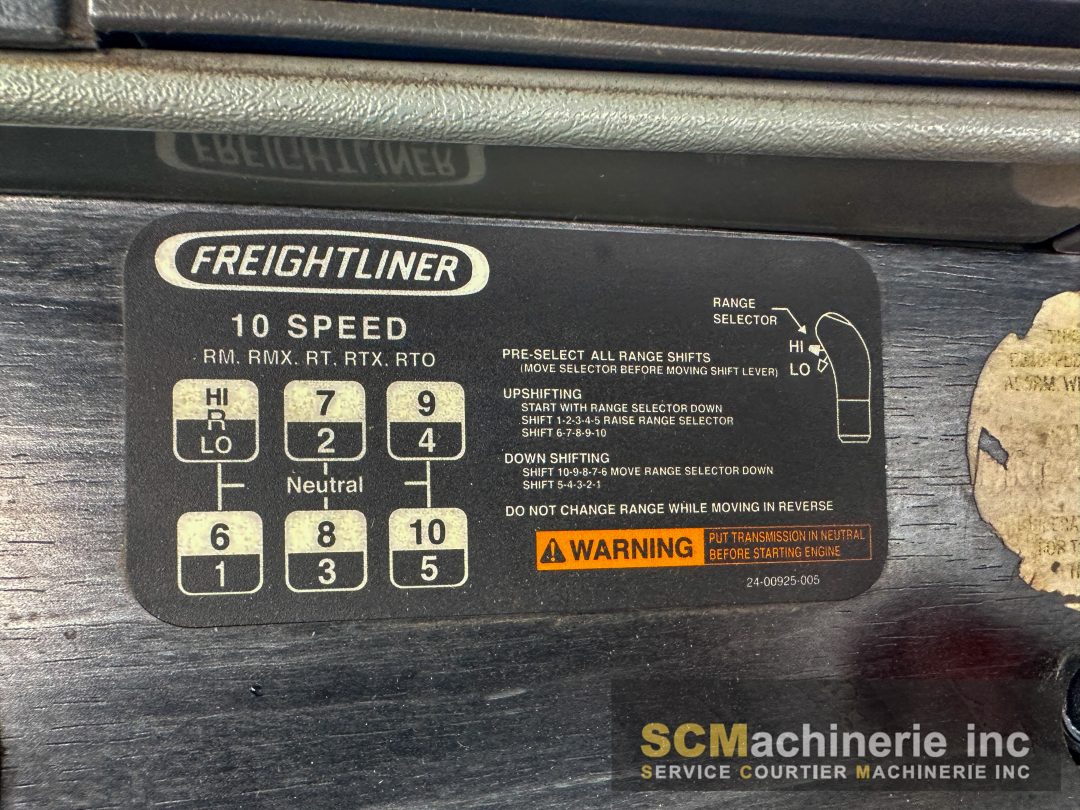 FREIGHTLINER
FREIGHTLINER
10 SPEED
RM, RMX, RT, RTX, RTO
HI
R
LO
7
2
9
4
Neutral
6
1
8
3
10
5
RANGE
SELECTOR
HI
LO
PRE-SELECT ALL RANGE SHIFTS
(MOVE SELECTOR BEFORE MOVING SHIFT LEVER)
UPSHIFTING
START WITH RANGE SELECTOR DOWN
SHIFT 1-2-3-4-5 RAISE RANGE SELECTOR
SHIFT 6-7-8-9-10
DOWN SHIFTING
SHIFT 10-9-8-7-6 MOVE RANGE SELECTOR DOWN
SHIFT 5-4-3-2-1
DO NOT CHANGE RANGE WHILE MOVING IN REVERSE
WARNING
PUT TRANSMISSION IN NEUTRAL
BEFORE STARTING ENGINE
24-00925-005
FOR
SCMachinerie inc
SERVICE COURTIER MACHINERIE INC